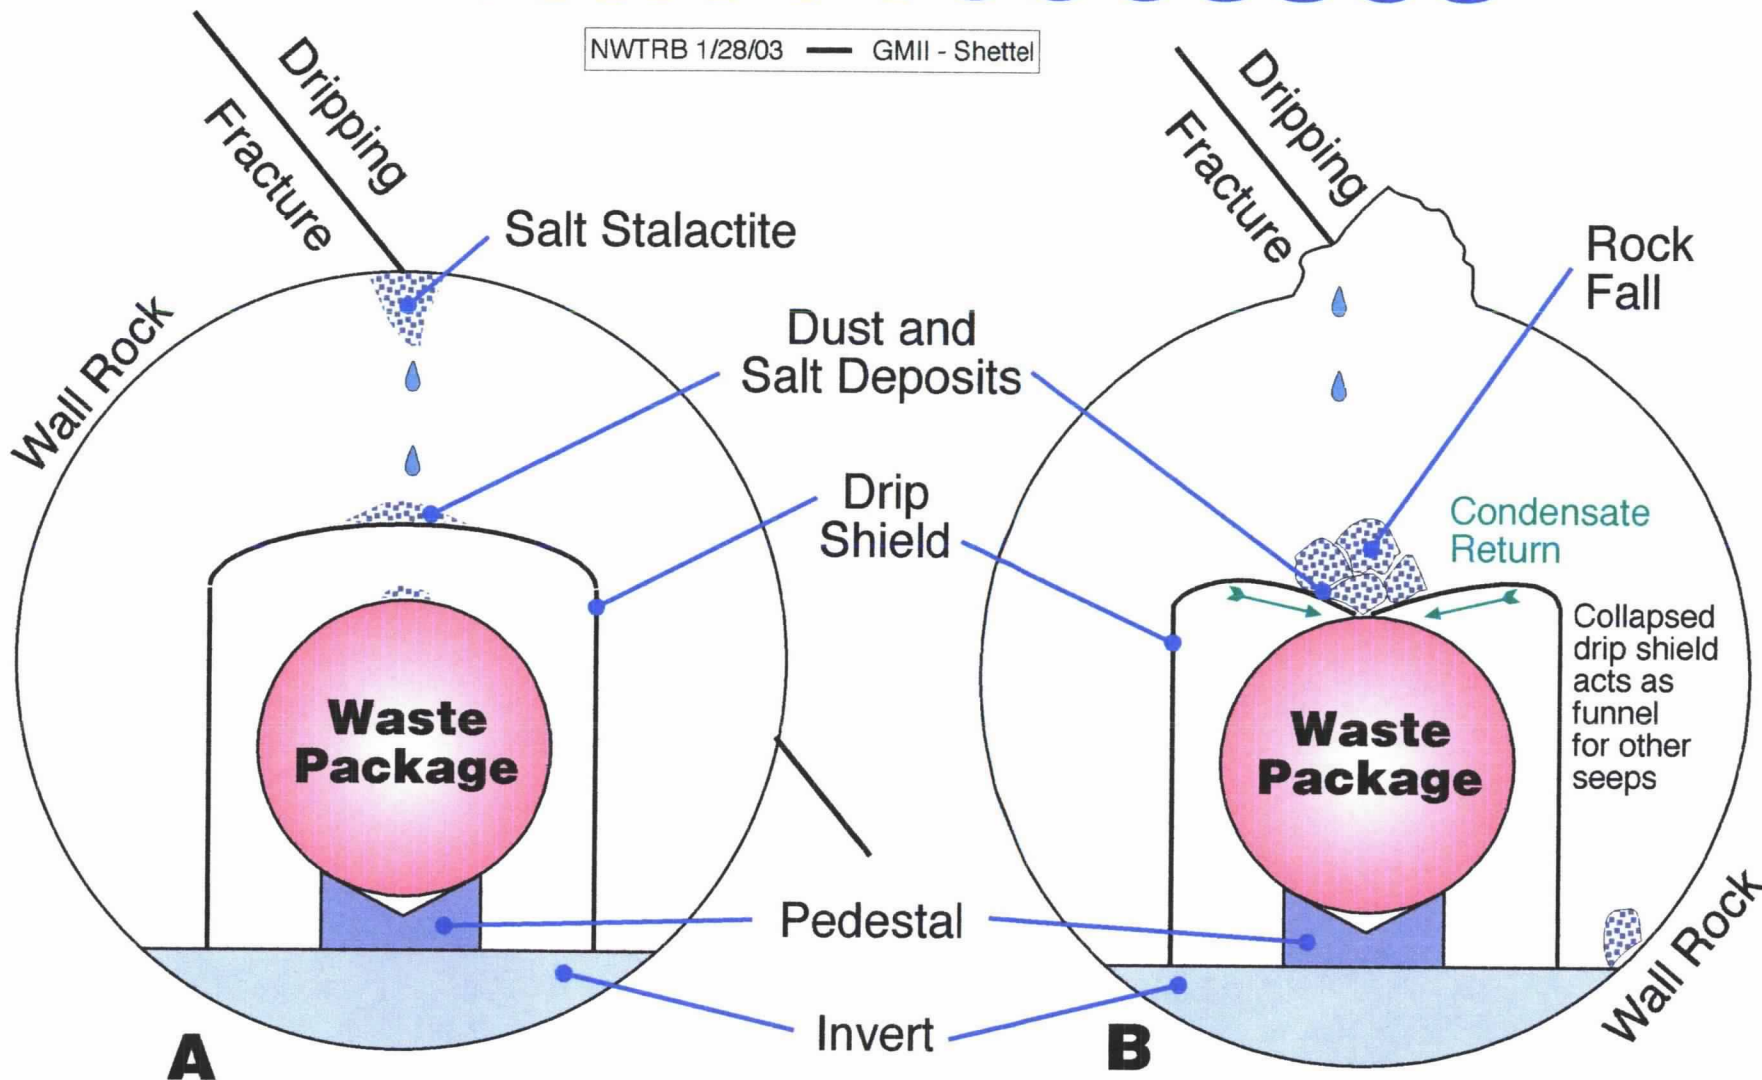 NWTRB 1/28/03 — GMII - Shettel
Dripping
Fracture
Salt Stalactite
Wall Rock
Dust and
Salt Deposits
Drip
Shield
Waste
Package
Pedestal
Invert
A
Dripping
Fracture
Rock
Fall
Condensate
Return
Collapsed
drip shield
acts as
funnel
for other
seeps
Waste
Package
Wall Rock
B